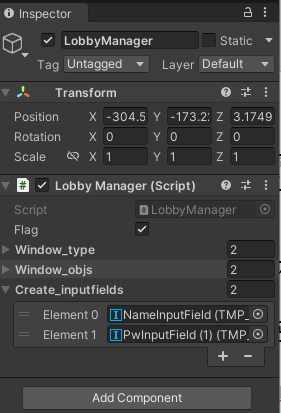 Inspector
LobbyManager Static
Tag Untagged Layer Default
Transform
Position X -304.5 Y -173.2 Z 3.1749
Rotation X 0 Y 0 Z 0
Scale X 1 Y 1 Z 1
Lobby Manager (Script)
Script LobbyManager
Flag
Window_type 2
Window_objs 2
Create_inputfields 2
Element 0 NameInputField (TMP_
Element 1 PwInputField (1) (TMP_
Add Component